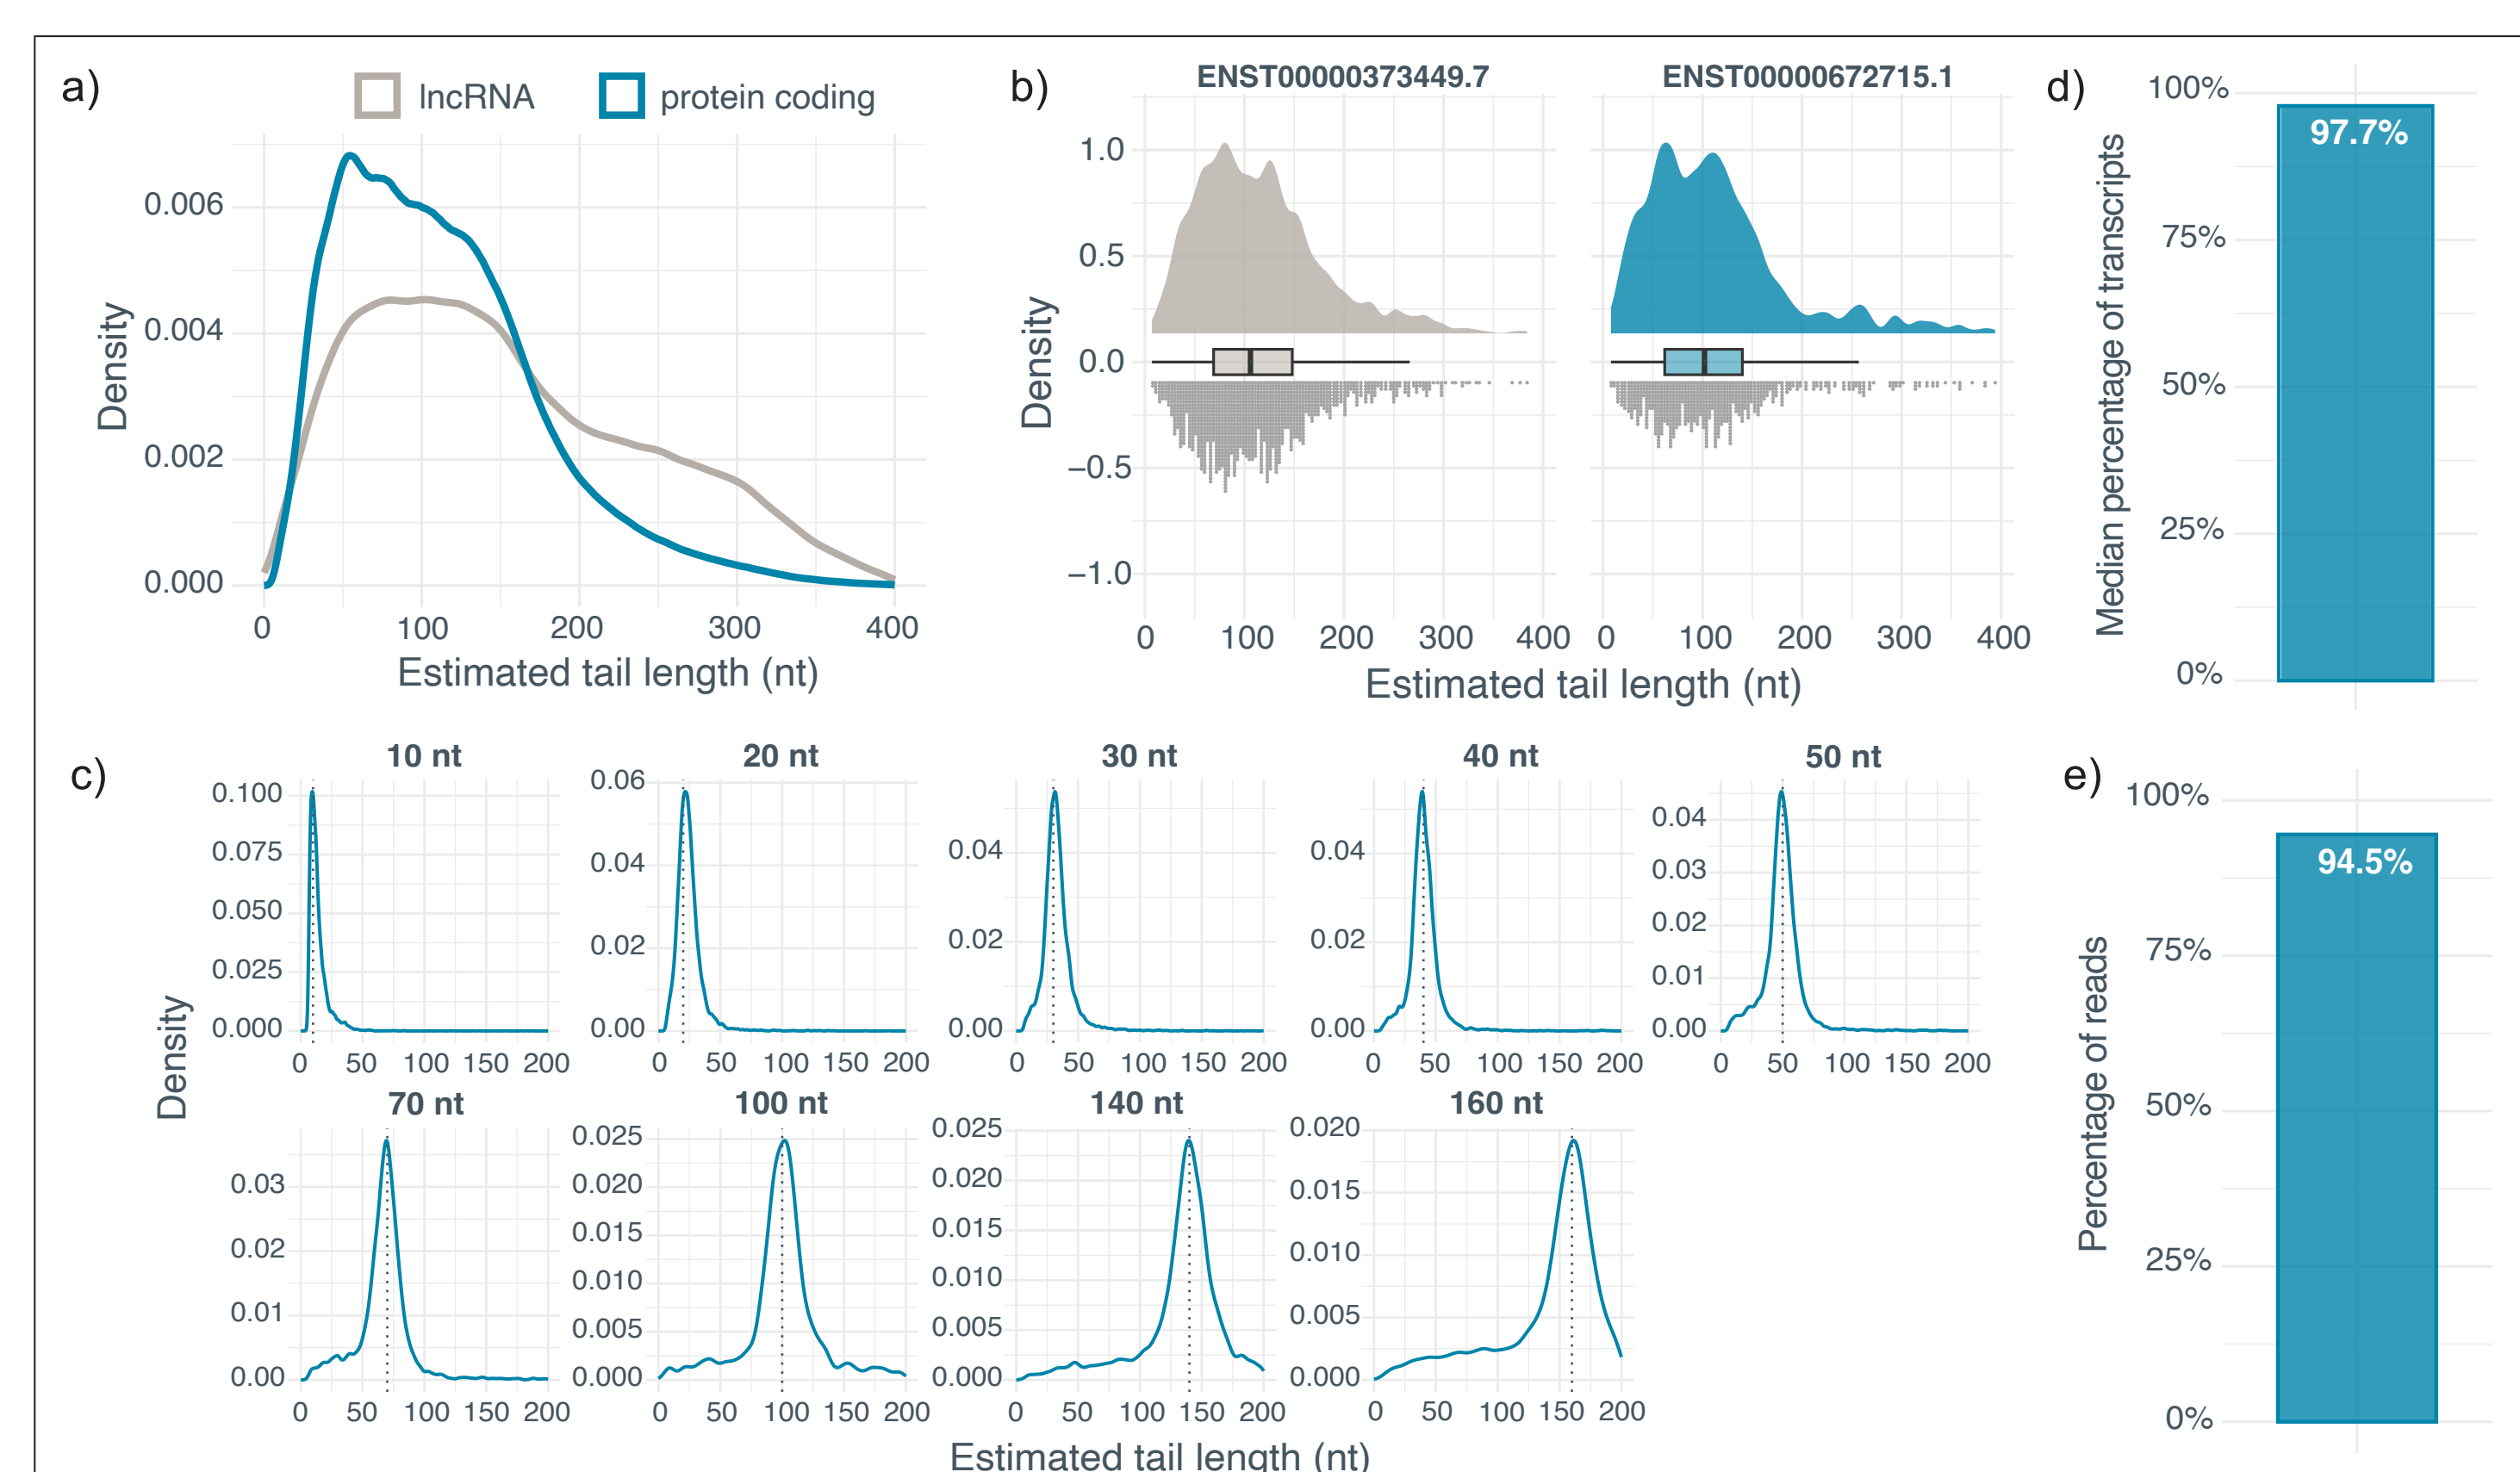 a)
lncRNA protein coding
Density
0.006
0.004
0.002
0.000
0 100 200 300 400
Estimated tail length (nt)
b)
ENST00000373449.7 ENST00000672715.1
Density
1.0
0.5
0.0
−0.5
−1.0
0 100 200 300 400 0 100 200 300 400
Estimated tail length (nt)
d)
Median percentage of transcripts
100%
97.7%
75%
50%
25%
0%
c)
Density
10 nt
0.100
0.075
0.050
0.025
0.000
0 50 100 150 200
20 nt
0.06
0.04
0.02
0.00
0 50 100 150 200
30 nt
0.04
0.02
0.00
0 50 100 150 200
40 nt
0.04
0.02
0.00
0 50 100 150 200
50 nt
0.04
0.03
0.02
0.01
0.00
0 50 100 150 200
70 nt
0.03
0.02
0.01
0.00
0 50 100 150 200
100 nt
0.025
0.020
0.015
0.010
0.005
0.000
0 50 100 150 200
140 nt
0.025
0.020
0.015
0.010
0.005
0.000
0 50 100 150 200
160 nt
0.020
0.015
0.010
0.005
0.000
0 50 100 150 200
Estimated tail length (nt)
e)
Percentage of reads
100%
94.5%
75%
50%
25%
0%